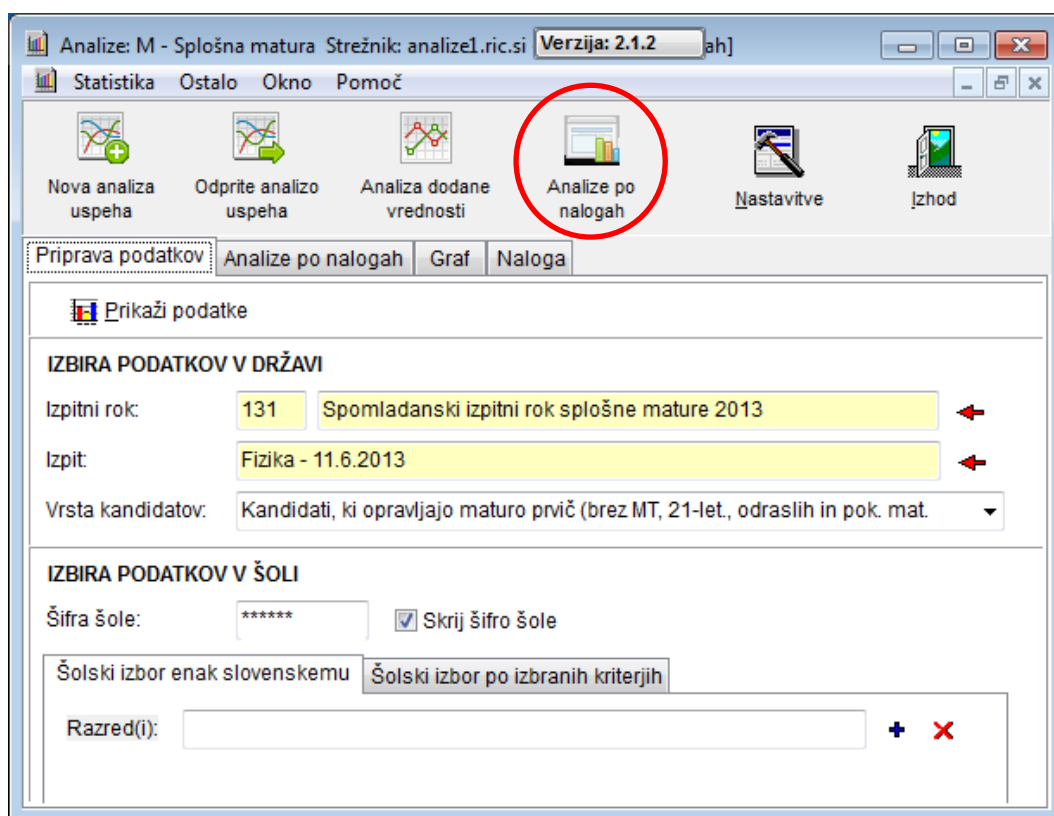 Analize: M - Splošna matura Strežnik: analize1.ric.si Verzija: 2.1.2 ah]
Statistika Ostalo Okno Pomoč
Nova analiza uspeha
Odprite analizo uspeha
Analiza dodane vrednosti
Analize po nalogah
Nastavitve
Izhod
Priprava podatkov Analize po nalogah Graf Naloga
Prikaži podatke
IZBIRA PODATKOV V DRŽAVI
Izpitni rok: 131 Spomladanski izpitni rok splošne mature 2013
Izpit: Fizika - 11.6.2013
Vrsta kandidatov: Kandidati, ki opravljajo maturo prvič (brez MT, 21-let., odraslih in pok. mat.
IZBIRA PODATKOV V ŠOLI
Šifra šole: ****** Skrij šifro šole
Šolski izbor enak slovenskemu Šolski izbor po izbranih kriterjih
Razred(i):